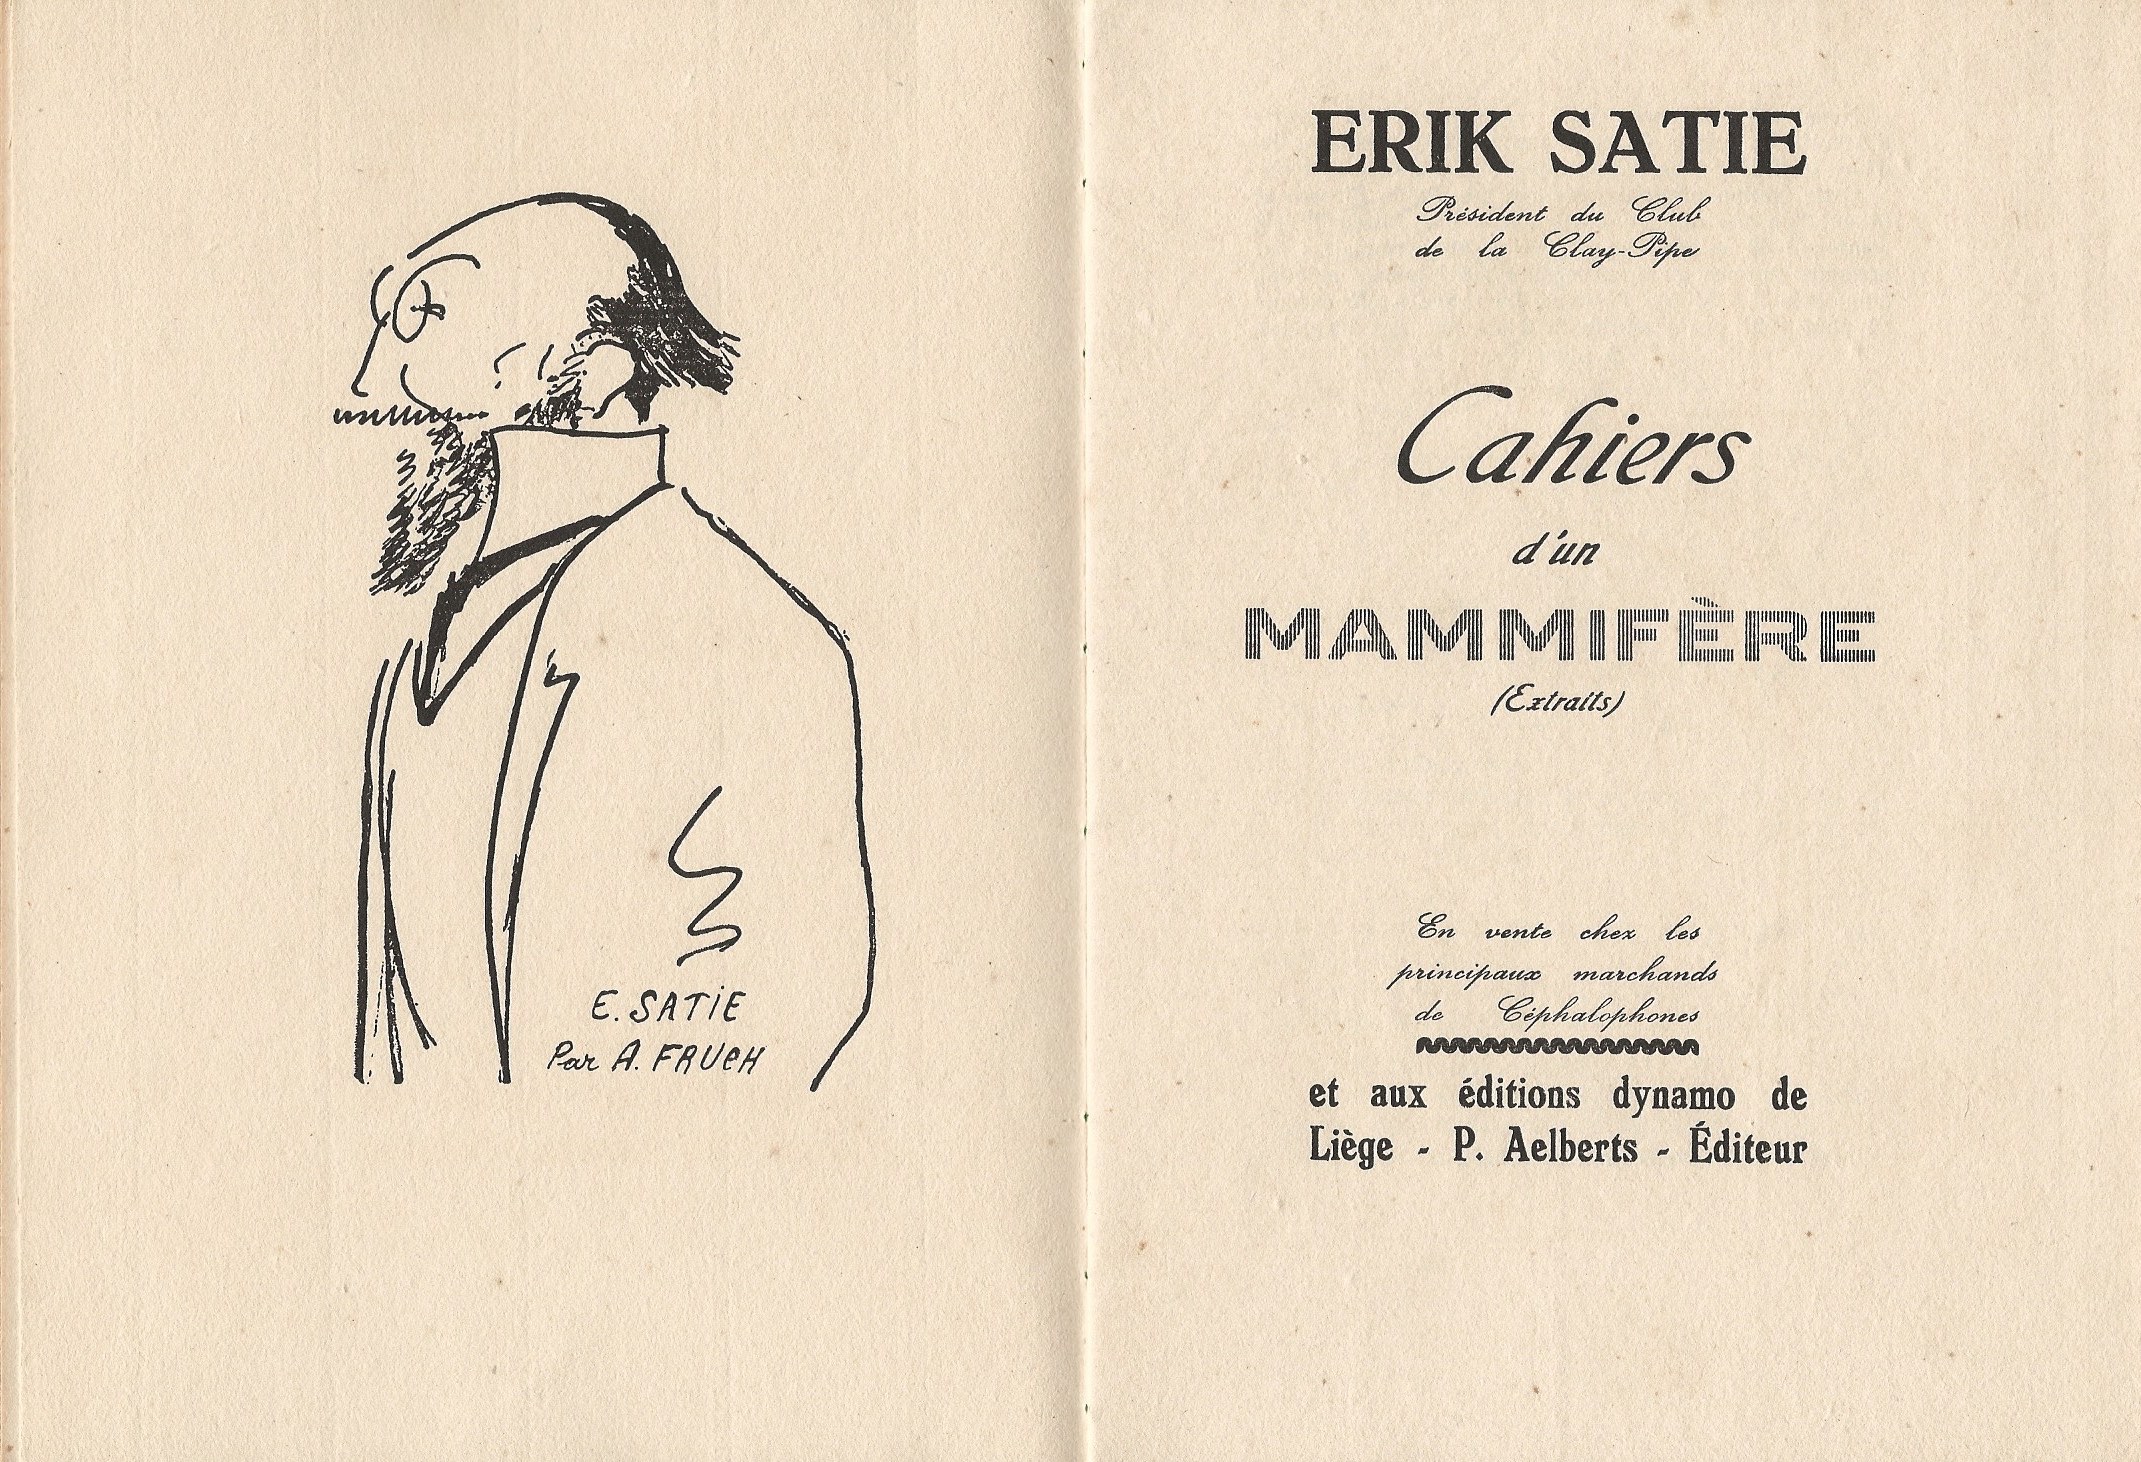 E. SATiE
Par A. FRUEH
ERIK SATIE
Président du Club
de la Clay-Pipe
Cahiers
d'un
MAMMIFÈRE
(Extraits)
En vente chez les
principaux marchands
de Céphalophones
et aux éditions dynamo de
Liège - P. Aelberts - Éditeur